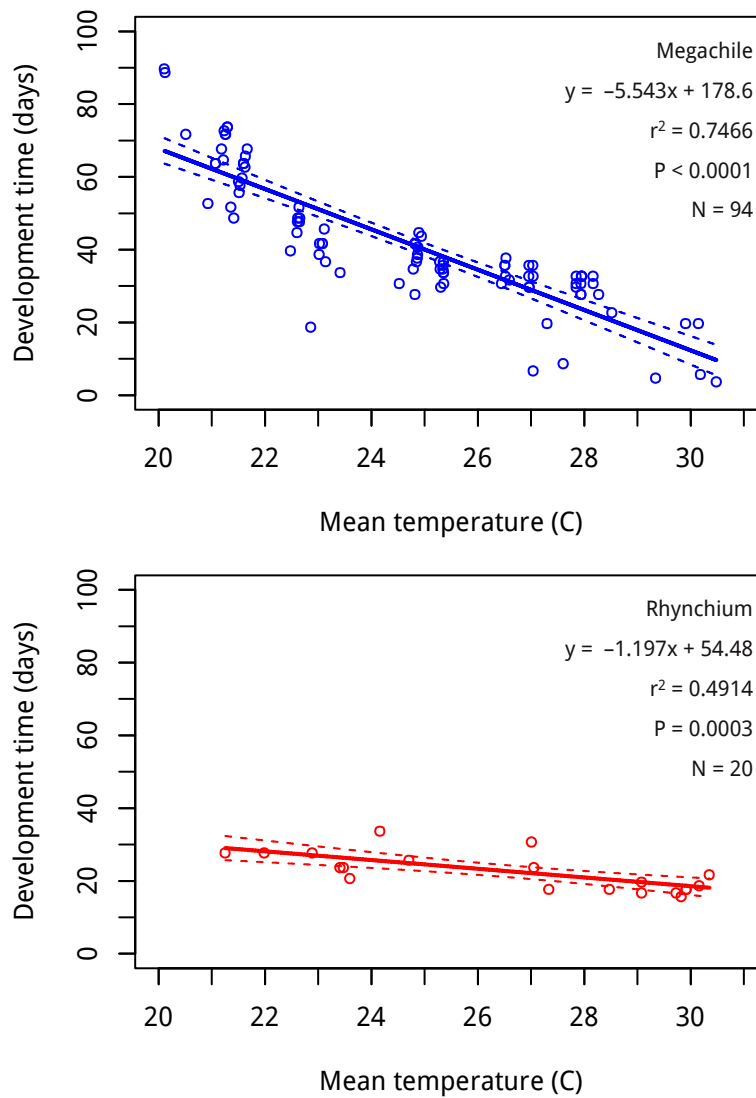 100
80
60
40
20
0
Development time (days)
Megachile
y = –5.543x + 178.6
r² = 0.7466
P < 0.0001
N = 94
20 22 24 26 28 30
Mean temperature (C)
100
80
60
40
20
0
Development time (days)
Rhynchium
y = –1.197x + 54.48
r² = 0.4914
P = 0.0003
N = 20
20 22 24 26 28 30
Mean temperature (C)